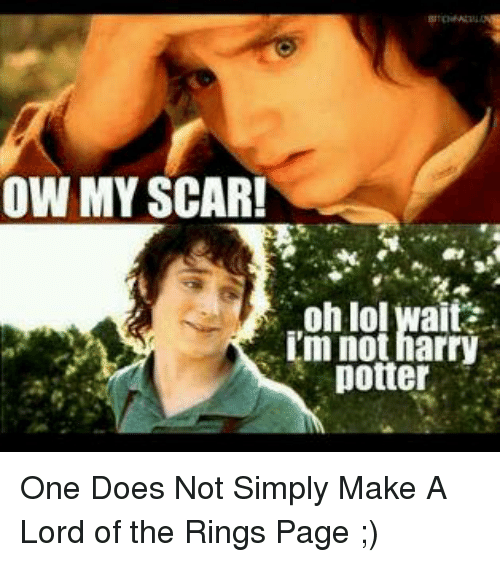 OW MY SCAR!
oh lol wait
i'm not harry
potter
One Does Not Simply Make A
Lord of the Rings Page ;)